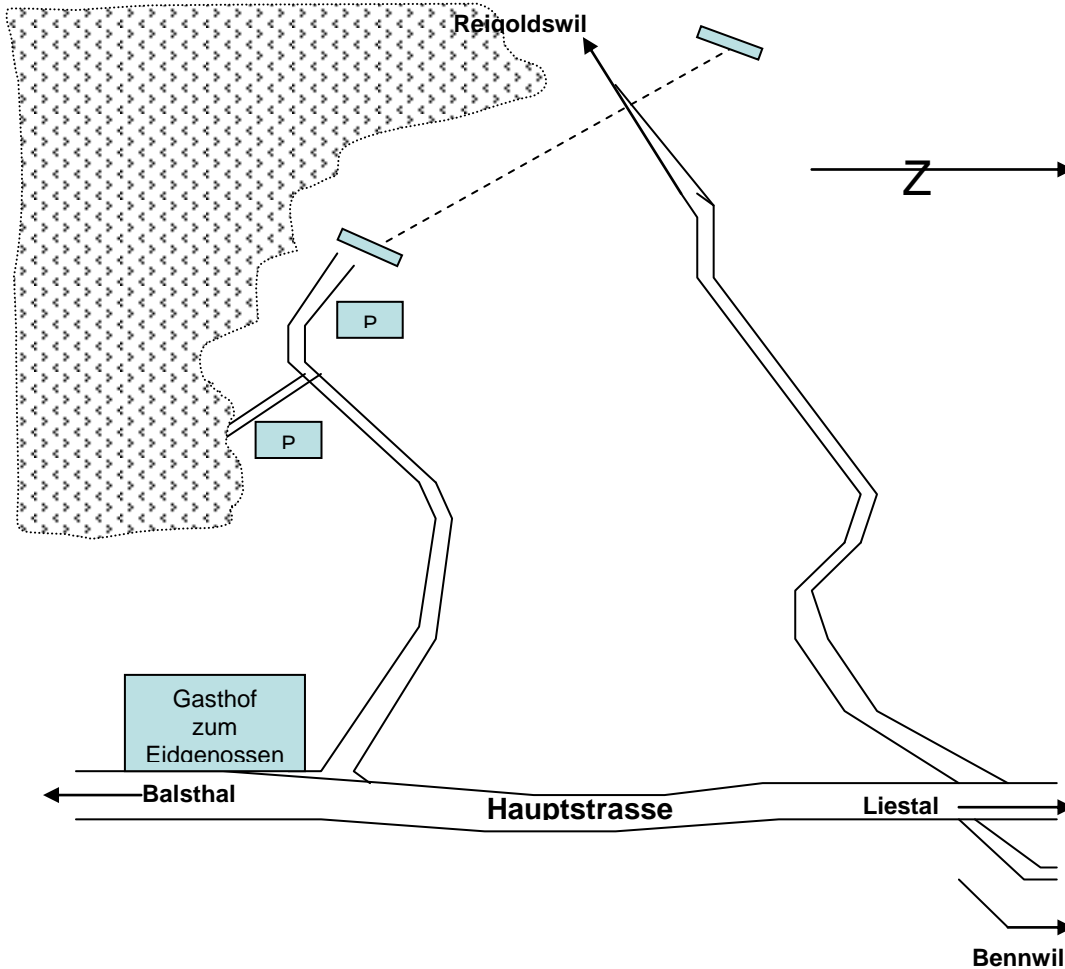 Reigoldswil
N
P
P
Gasthof
zum
Eidgenossen
Balsthal
Hauptstrasse
Liestal
Bennwil